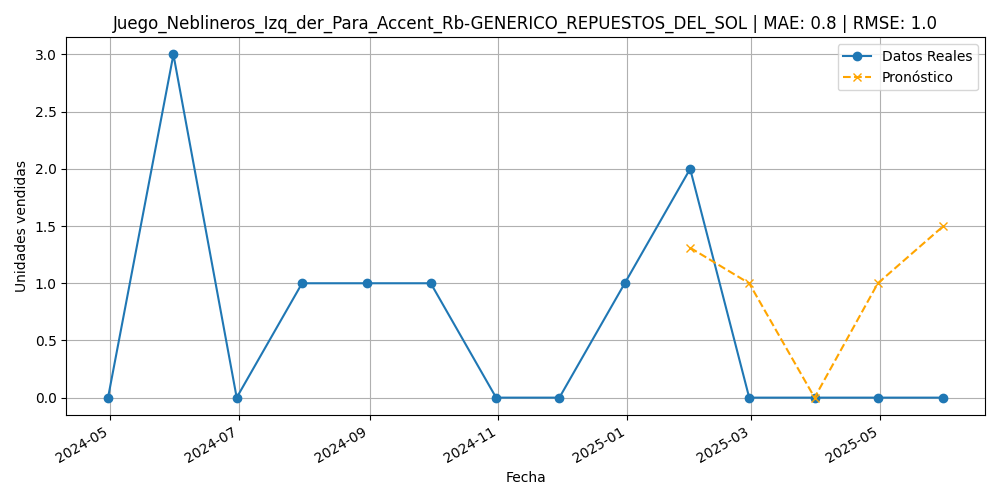 Juego_Neblineros_Izq_der_Para_Accent_Rb-GENERICO_REPUESTOS_DEL_SOL | MAE: 0.8 | RMSE: 1.0
Datos Reales
Pronóstico
Unidades vendidas
3.0
2.5
2.0
1.5
1.0
0.5
0.0
2024-05
2024-07
2024-09
2024-11
2025-01
2025-03
2025-05
Fecha